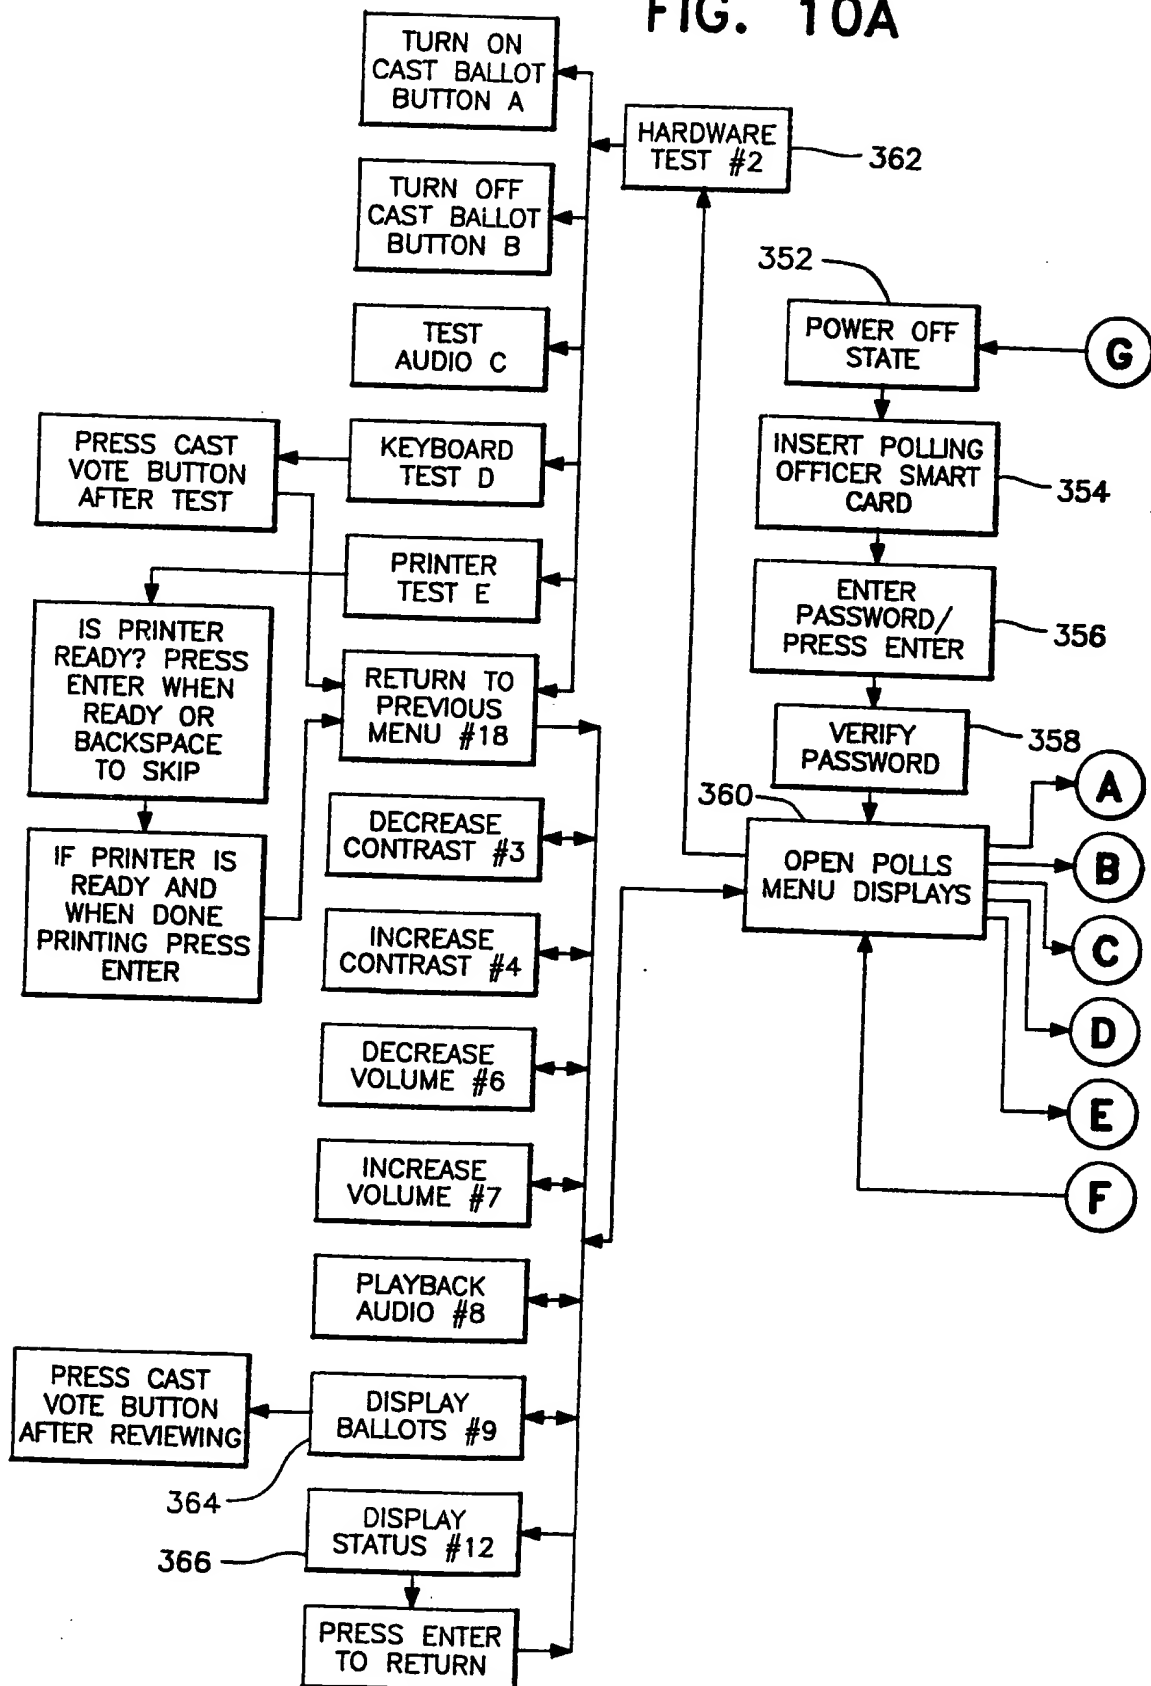 FIG. 10A
TURN ON
CAST BALLOT
BUTTON A
HARDWARE
TEST #2
362
TURN OFF
CAST BALLOT
BUTTON B
352
POWER OFF
STATE
G
TEST
AUDIO C
PRESS CAST
VOTE BUTTON
AFTER TEST
KEYBOARD
TEST D
INSERT POLLING
OFFICER SMART
CARD
354
PRINTER
TEST E
ENTER
PASSWORD/
PRESS ENTER
356
IS PRINTER
READY? PRESS
ENTER WHEN
READY OR
BACKSPACE
TO SKIP
RETURN TO
PREVIOUS
MENU #18
VERIFY
PASSWORD
358
A
360
DECREASE
CONTRAST #3
OPEN POLLS
MENU DISPLAYS
B
IF PRINTER IS
READY AND
WHEN DONE
PRINTING PRESS
ENTER
INCREASE
CONTRAST #4
C
D
DECREASE
VOLUME #6
E
INCREASE
VOLUME #7
F
PLAYBACK
AUDIO #8
PRESS CAST
VOTE BUTTON
AFTER REVIEWING
DISPLAY
BALLOTS #9
364
DISPLAY
STATUS #12
366
PRESS ENTER
TO RETURN